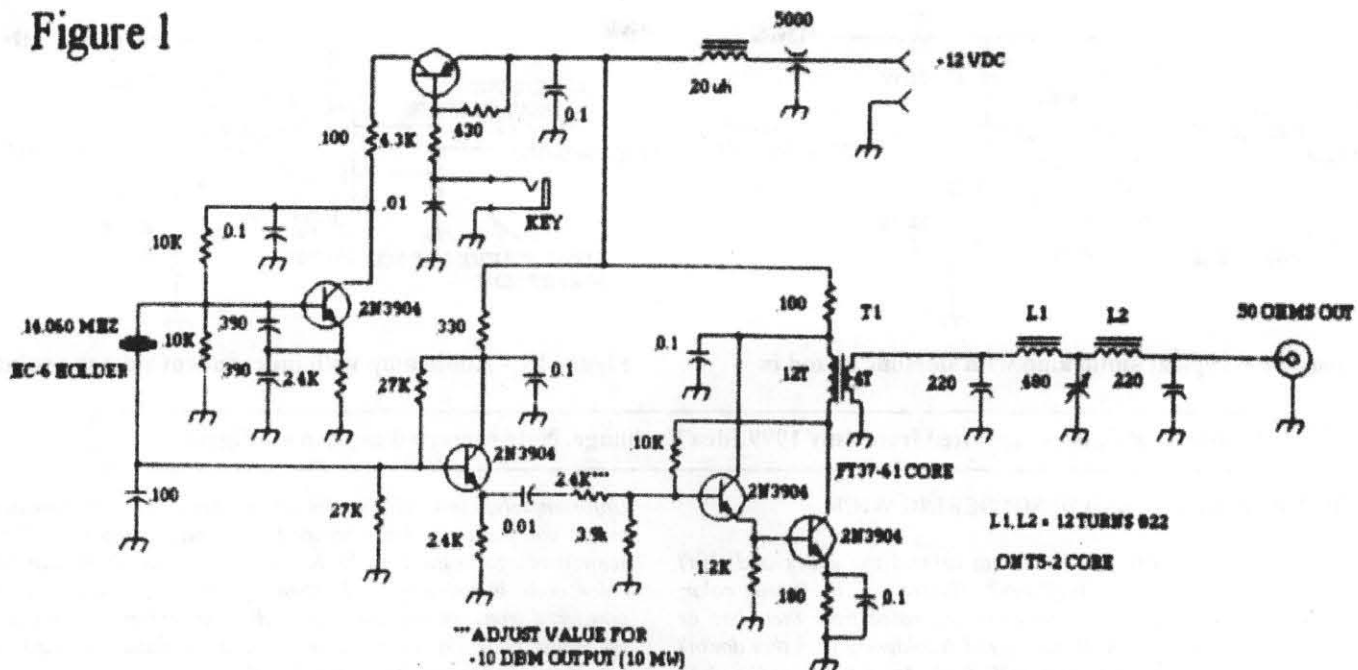 Figure 1
5000
-12 VDC
20 uh
0.1
.100
4.3K
.430
.01
KEY
.10K
0.1
2N3904
14.060 MHZ
.10K
.390
HC-6 HOLDER
.390
2.4K
330
27K
0.1
.100
T1
L1
L2
50 OHMS OUT
0.1
12T
4T
220
220
.10K
FT37-61 CORE
2N3904
2.4K***
2N3904
2N3904
L1, L2 = 12 TURNS #22
ON T5-2 CORE
.100
27K
2.4K
0.01
3.9k
1.2K
0.1
***ADJUST VALUE FOR
-10 DBM OUTPUT (10 MW)